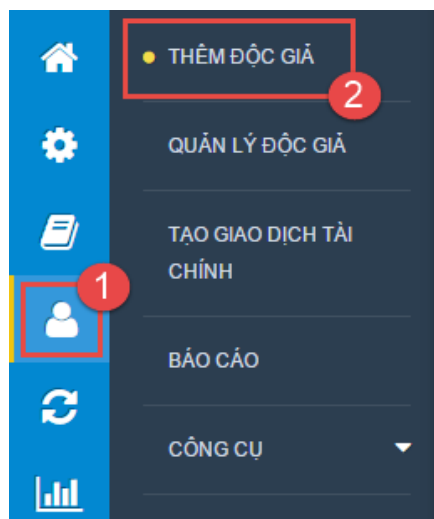 THÊM ĐỘC GIẢ
2
QUẢN LÝ ĐỘC GIẢ
TẠO GIAO DỊCH TÀI
CHÍNH
1
BÁO CÁO
CÔNG CỤ